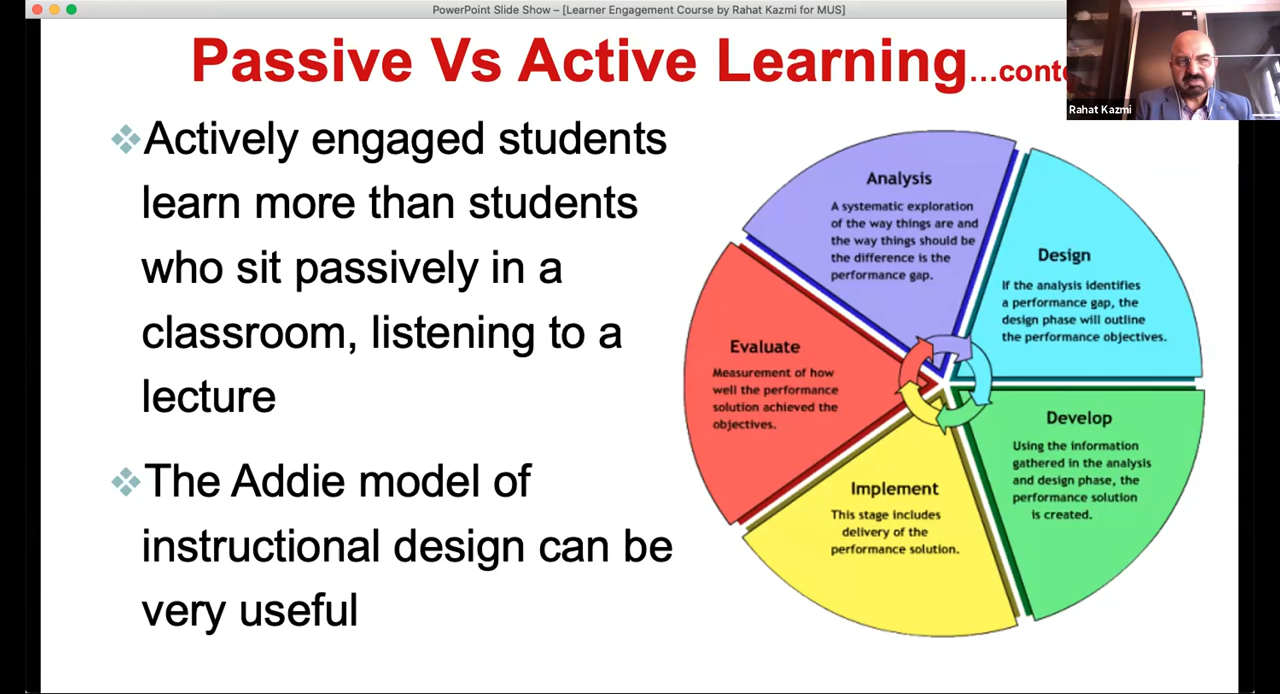 PowerPoint Slide Show – [Learner Engagement Course by Rahat Kazmi for MUS]
Passive Vs Active Learning...cont
Rahat Kazmi
Actively engaged students
learn more than students
who sit passively in a
classroom, listening to a
lecture
The Addie model of
instructional design can be
very useful
Analysis
A systematic exploration
of the way things are and
the way things should be
the difference is the
performance gap.
Design
If the analysis identifies
a performance gap, the
design phase will outline
the performance objectives.
Develop
Using the information
gathered in the analysis
and design phase, the
performance solution
is created.
Implement
This stage includes
delivery of the
performance solution.
Evaluate
Measurement of how
well the performance
solution achieved the
objectives.